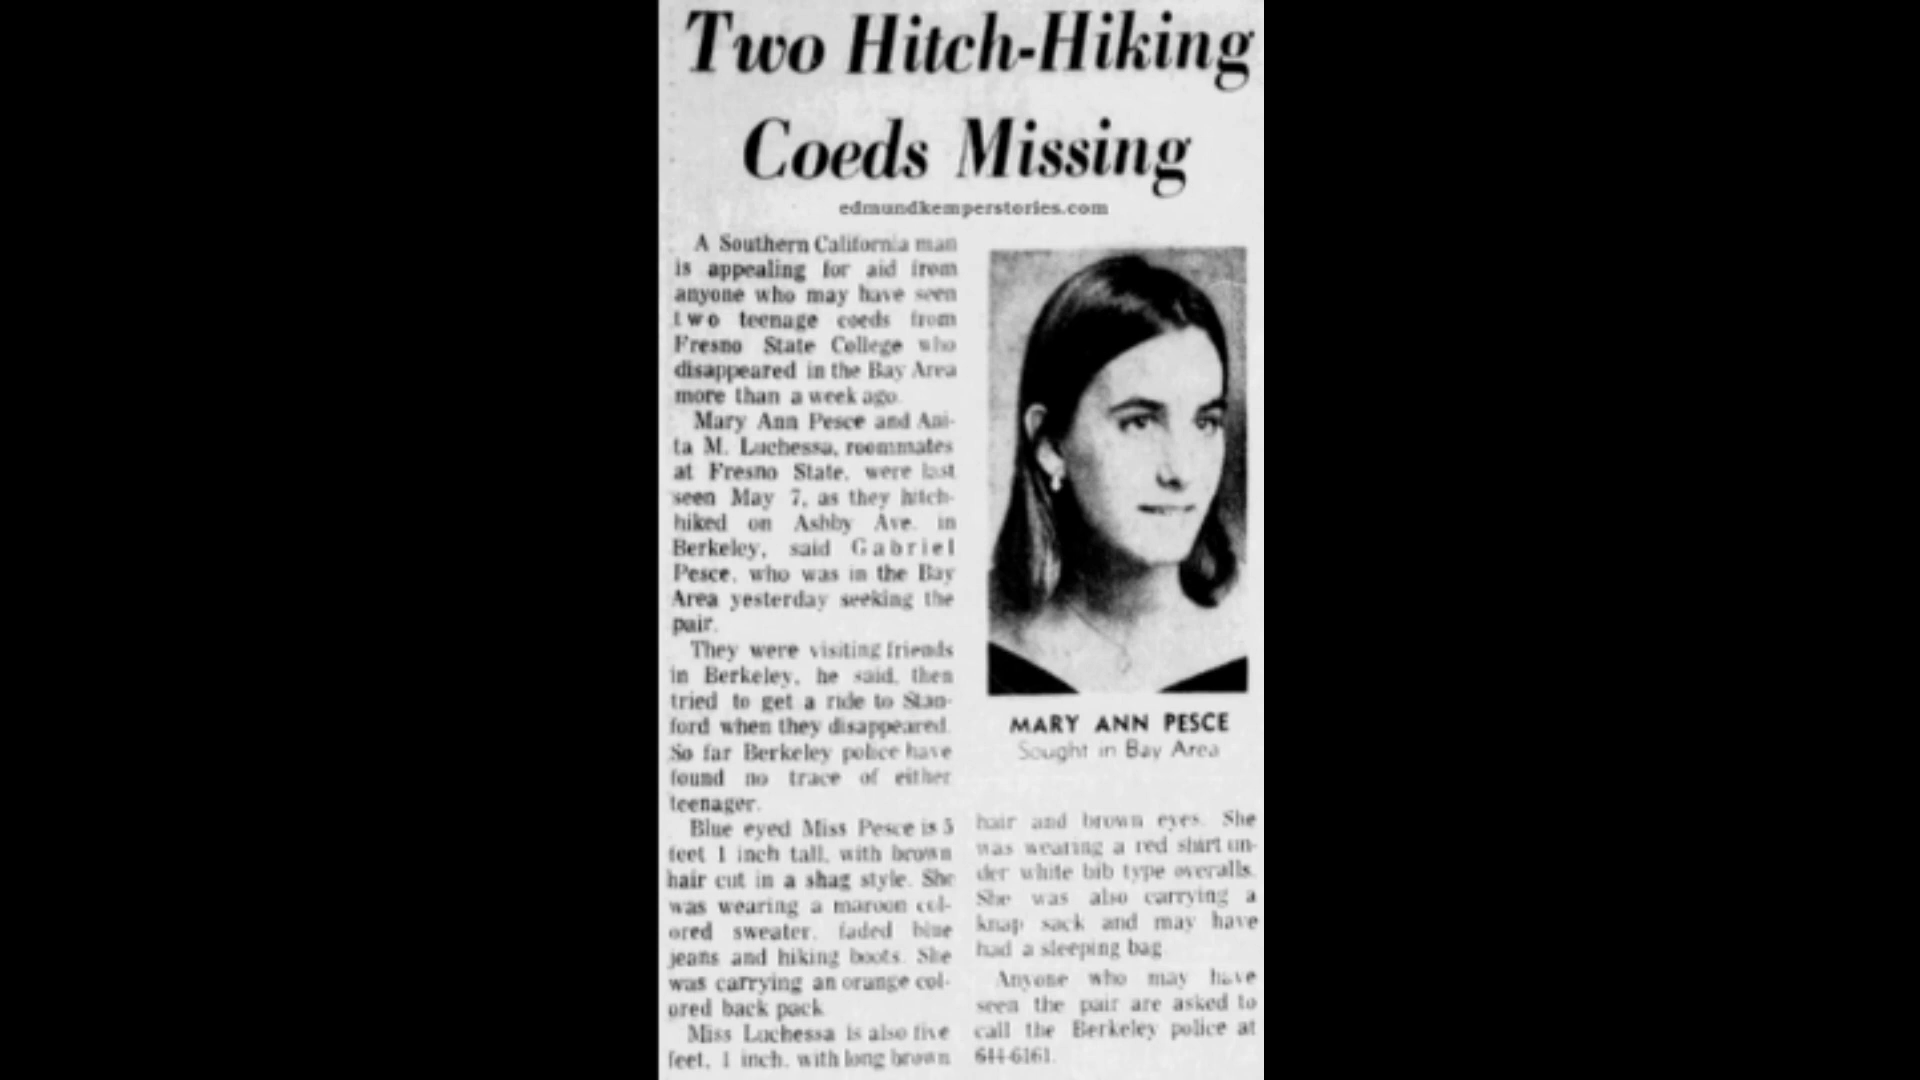 Two Hitch-Hiking
Coeds Missing
edmundkemperstories.com
A Southern California man
is appealing for aid from
anyone who may have seen
two teenage coeds from
Fresno State College who
disappeared in the Bay Area
more than a week ago.
Mary Ann Pesce and Ani-
ta M. Luchessa, roommates
at Fresno State, were last
seen May 7, as they hitch-
hiked on Ashby Ave. in
Berkeley, said Gabriel
Pesce, who was in the Bay
Area yesterday seeking the
pair.
They were visiting friends
in Berkeley, he said, then
tried to get a ride to Stan-
ford when they disappeared.
So far Berkeley police have
found no trace of either
teenager.
Blue eyed Miss Pesce is 5
feet 1 inch tall, with brown
hair cut in a shag style. She
was wearing a maroon col-
ored sweater, faded blue
jeans and hiking boots. She
was carrying an orange col-
ored back pack.
Miss Luchessa is also five
feet, 1 inch, with long brown
MARY ANN PESCE
Sought in Bay Area
hair and brown eyes. She
was wearing a red shirt un-
der white bib type overalls.
She was also carrying a
knap sack and may have
had a sleeping bag.
Anyone who may have
seen the pair are asked to
call the Berkeley police at
644-6161.